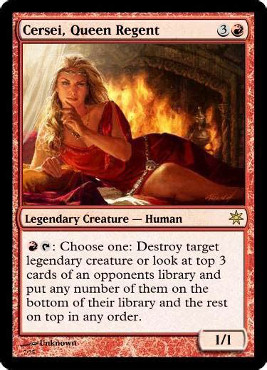 Cersei, Queen Regent 3
Legendary Creature — Human
: Choose one: Destroy target
legendary creature or look at top 3
cards of an opponents library and
put any number of them on the
bottom of their library and the rest
on top in any order.
Unknown
1/1